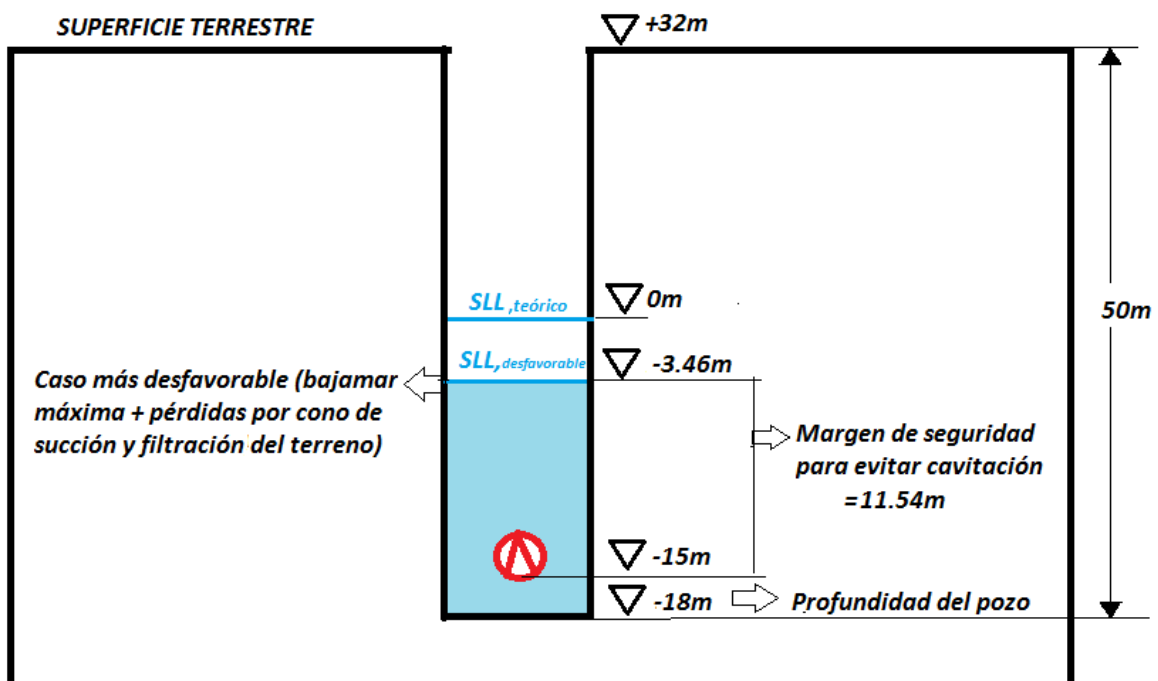 SUPERFICIE TERRESTRE
+32m
SLL,teórico
0m
50m
SLL,desfavorable
-3.46m
Caso más desfavorable (bajamar
máxima + pérdidas por cono de
succión y filtración del terreno)
Margen de seguridad
para evitar cavitación
=11.54m
-15m
-18m
Profundidad del pozo